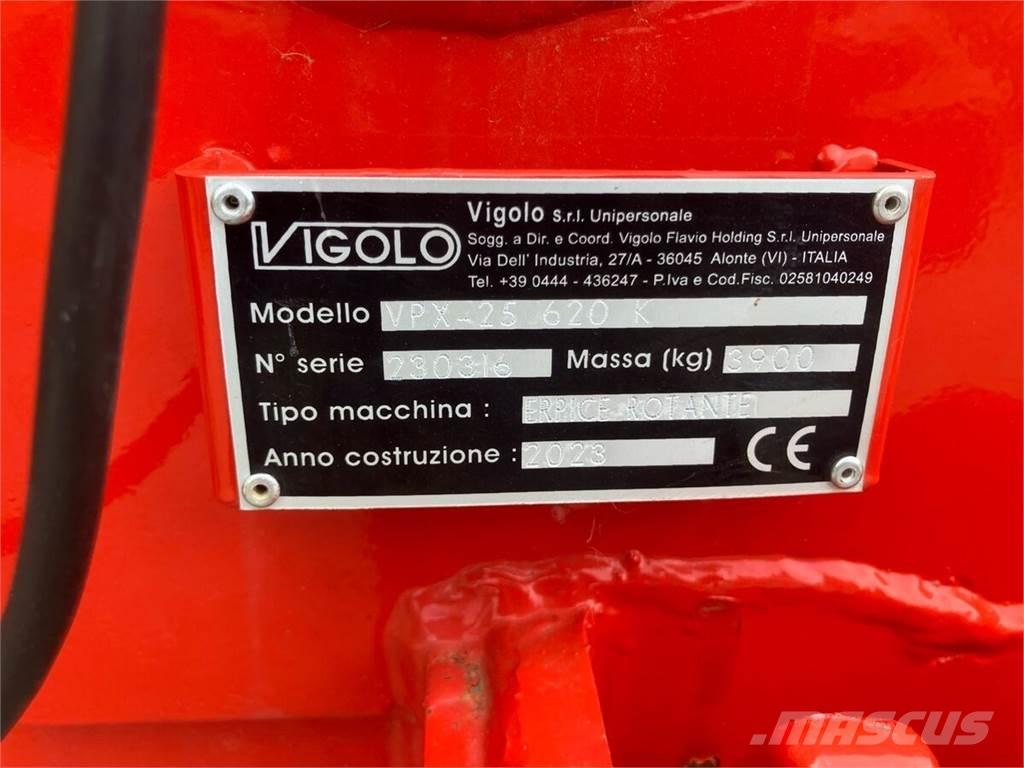 VIGOLO
Vigolo S.r.l. Unipersonale
Sogg. a Dir. e Coord. Vigolo Flavio Holding S.r.l. Unipersonale
Via Dell' Industria, 27/A - 36045 Alonte (VI) - ITALIA
Tel. +39 0444 - 436247 - P.Iva e Cod.Fisc. 02581040249
Modello VPX-25 620 K
N° serie 230316 Massa (kg) 3900
Tipo macchina : ERPICE ROTANTE
Anno costruzione : 2023 CE
MASCUS